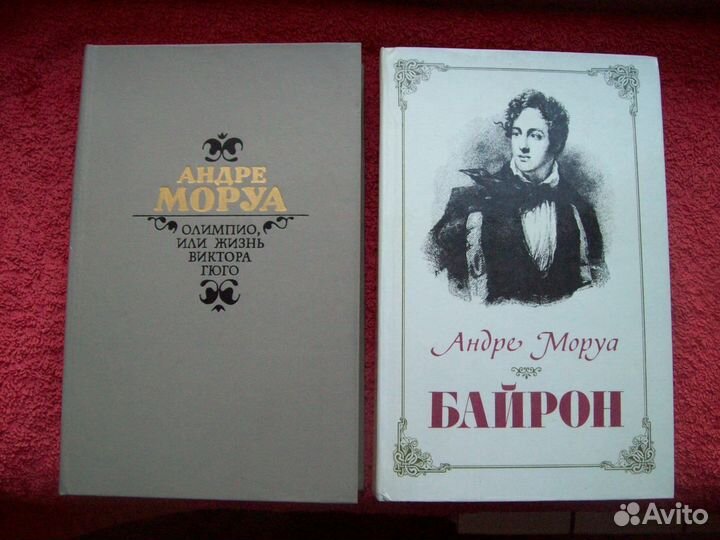 АНДРЕ
МОРУА
ОЛИМПИО,
ИЛИ ЖИЗНЬ
ВИКТОРА
ГЮГО
Андре Моруа
БАЙРОН
Avito